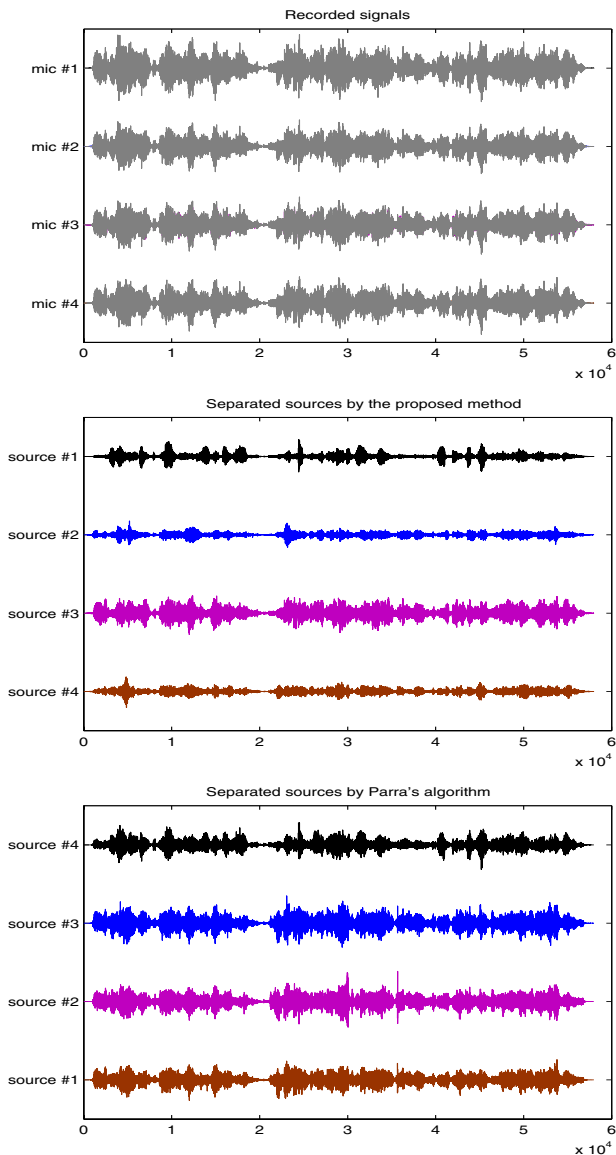 Recorded signals
mic #1
mic #2
mic #3
mic #4
0 1 2 3 4 5 6
x 10^4
Separated sources by the proposed method
source #1
source #2
source #3
source #4
0 1 2 3 4 5 6
x 10^4
Separated sources by Parra's algorithm
source #4
source #3
source #2
source #1
0 1 2 3 4 5 6
x 10^4